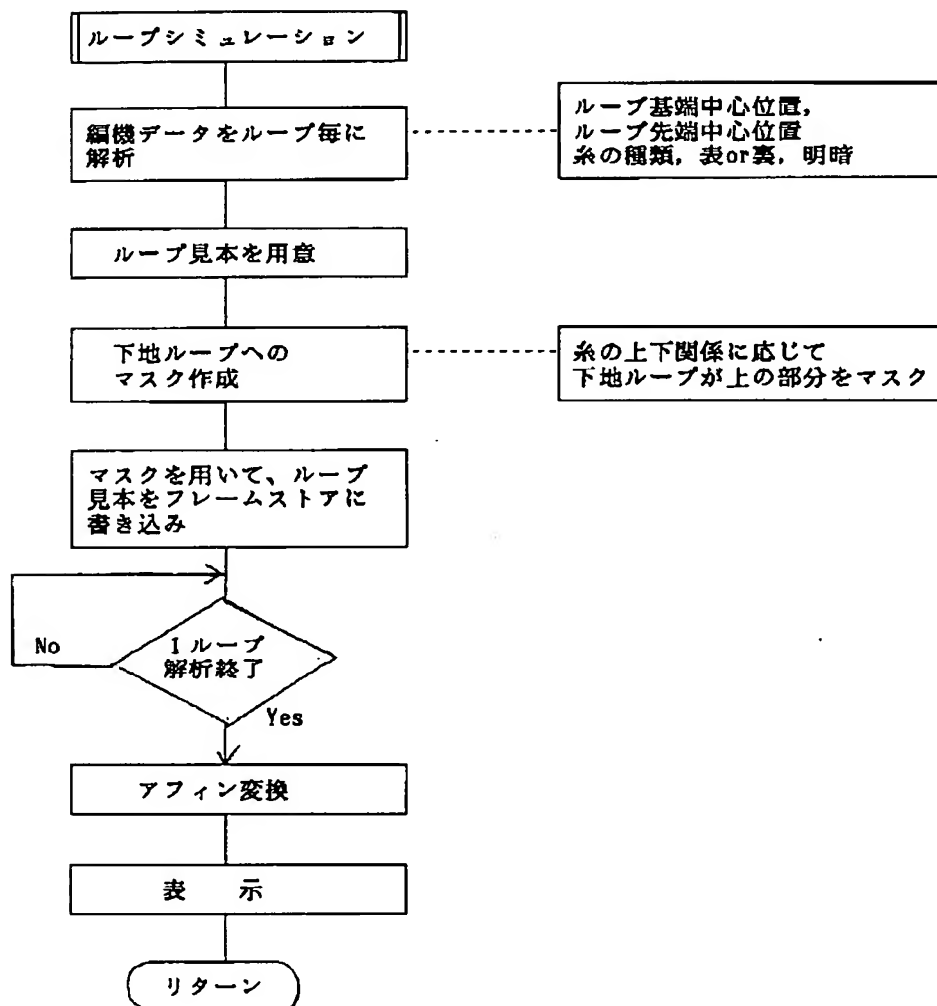 ループシミュレーション
編機データをループ毎に
解析
ループ基端中心位置,
ループ先端中心位置
糸の種類,表or裏,明暗
ループ見本を用意
下地ループへの
マスク作成
糸の上下関係に応じて
下地ループが上の部分をマスク
マスクを用いて、ループ
見本をフレームストアに
書き込み
No
1ループ
解析終了
Yes
アフィン変換
表 示
リターン